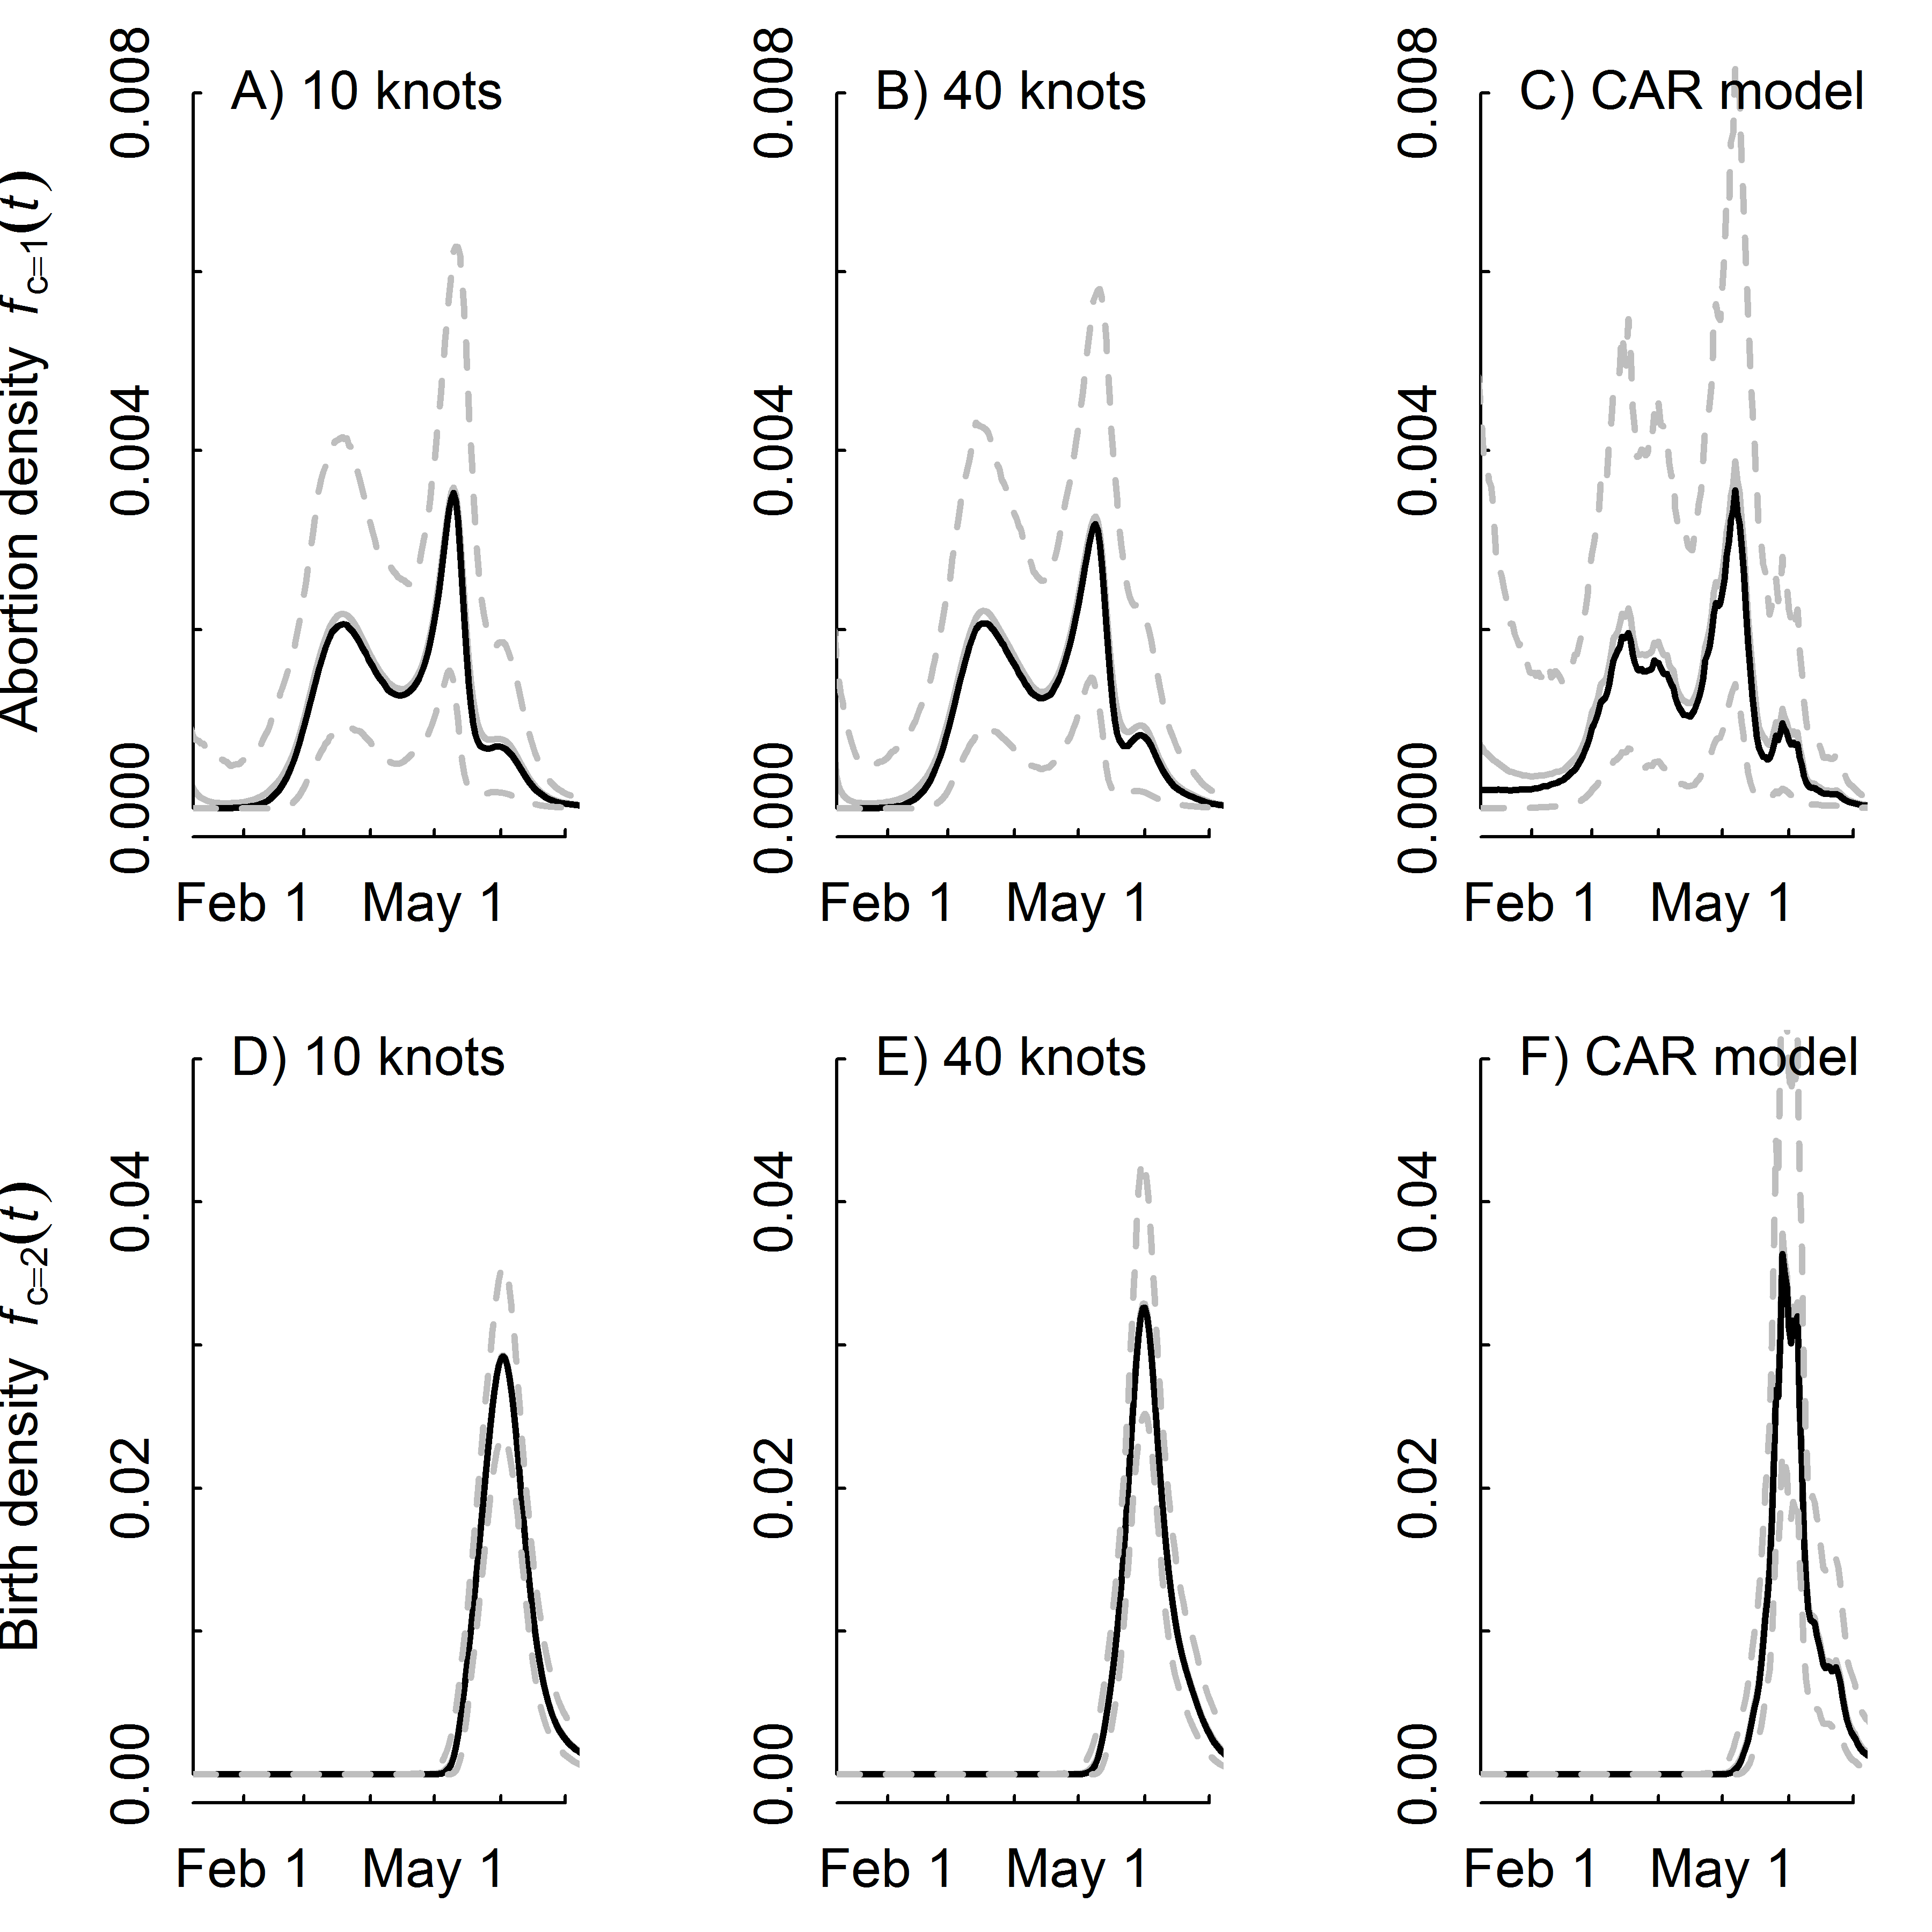 A) 10 knots
B) 40 knots
C) CAR model
Abortion density f c=1(t)
0.000 0.004 0.008
0.000 0.004 0.008
0.000 0.004 0.008
Feb 1 May 1
Feb 1 May 1
Feb 1 May 1
D) 10 knots
E) 40 knots
F) CAR model
Birth density f c=2(t)
0.00 0.02 0.04
0.00 0.02 0.04
0.00 0.02 0.04
Feb 1 May 1
Feb 1 May 1
Feb 1 May 1